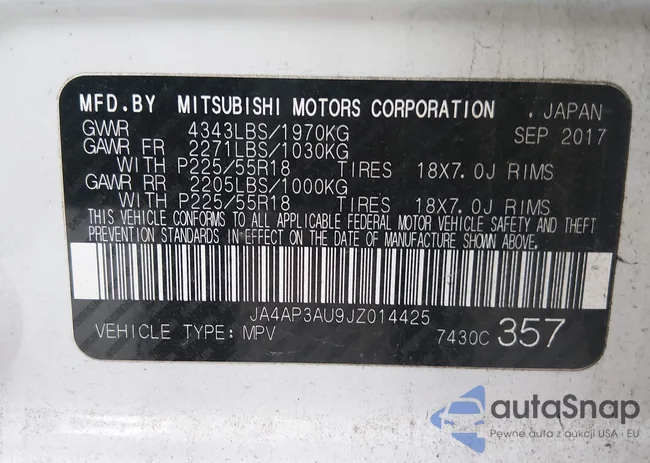 MFD.BY MITSUBISHI MOTORS CORPORATION . JAPAN
GVWR 4343LBS/1970KG SEP 2017
GAWR FR 2271LBS/1030KG
WITH P225/55R18 TIRES 18X7.0J RIMS
GAWR RR 2205LBS/1000KG
WITH P225/55R18 TIRES 18X7.0J RIMS
THIS VEHICLE CONFORMS TO ALL APPLICABLE FEDERAL MOTOR VEHICLE SAFETY AND THEFT
PREVENTION STANDARDS IN EFFECT ON THE DATE OF MANUFACTURE SHOWN ABOVE.
JA4AP3AU9JZ014425
VEHICLE TYPE: MPV 7430C 357
autaSnap
Pewne auta z aukcji USA i EU